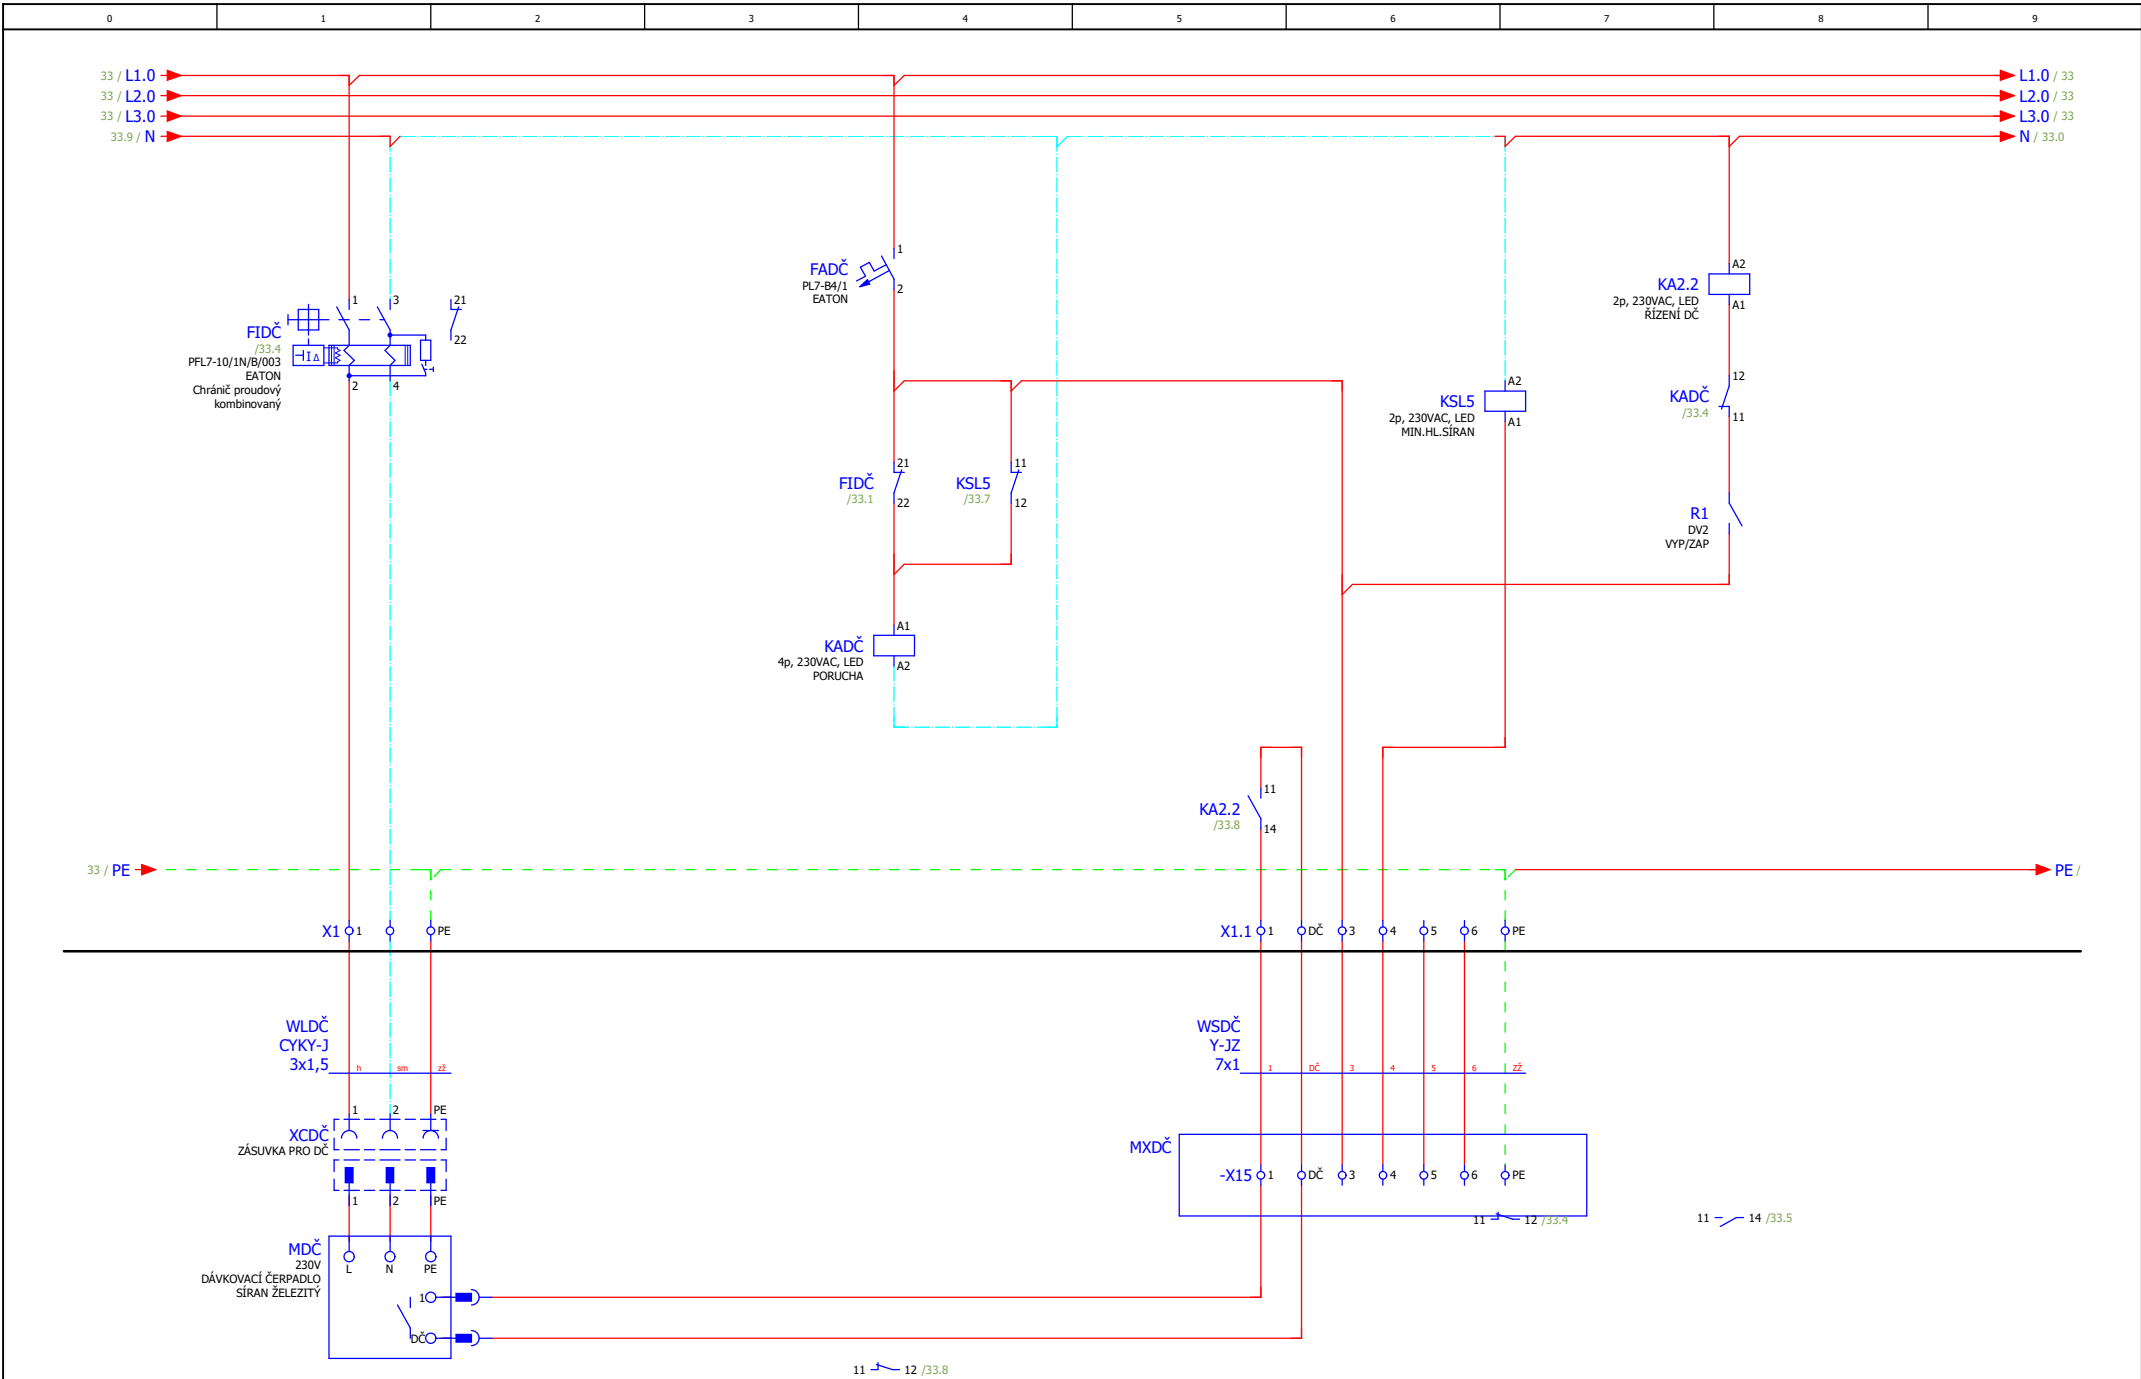 0 1 2 3 4 5 6 7 8 9
33 / L1.0
L1.0 / 33
33 / L2.0
L2.0 / 33
33 / L3.0
L3.0 / 33
33.9 / N
N / 33.0
1
FADČ
PL7-B4/1
EATON
2
A2
KA2.2
2p, 230VAC, LED
ŘÍZENÍ DČ
A1
1 3 21
FIDČ
/33.4
PFL7-10/1N/B/003
EATON
Chránič proudový
kombinovaný
I Δ
22
T
2 4
A2
KSL5
2p, 230VAC, LED
MIN.HL.SÍRAN
A1
12
KADČ
/33.4
11
21
FIDČ
/33.1
22
11
KSL5
/33.7
12
R1
DV2
VYP/ZAP
A1
KADČ
4p, 230VAC, LED
PORUCHA
A2
11
KA2.2
/33.8
14
33 / PE
PE /
X1 1 PE
X1.1 1 DČ 3 4 5 6 PE
WLDČ
CYKY-J
3x1,5
h sm zž
WSDČ
Y-JZ
7x1
1 DČ 3 4 5 6 ZŽ
1 2 PE
XCDČ
ZÁSUVKA PRO DČ
1 2 PE
MXDČ
-X15 1 DČ 3 4 5 6 PE
11 12 /33.4
11 14 /33.5
MDČ
230V
DÁVKOVACÍ ČERPADLO
SÍRAN ŽELEZITÝ
L N PE
1
DČ
11 12 /33.8